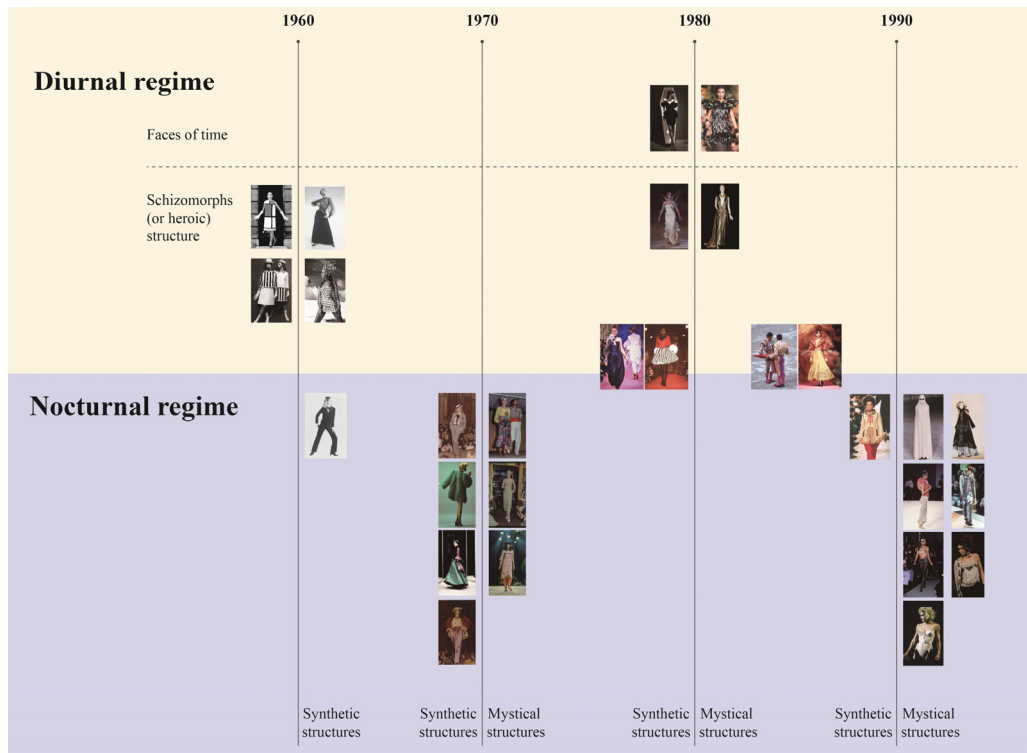 1960 1970 1980 1990
Diurnal regime
Faces of time
Schizomorphs
(or heroic)
structure
Nocturnal regime
Synthetic Synthetic Mystical Synthetic Mystical Synthetic Mystical
structures structures structures structures structures structures structures